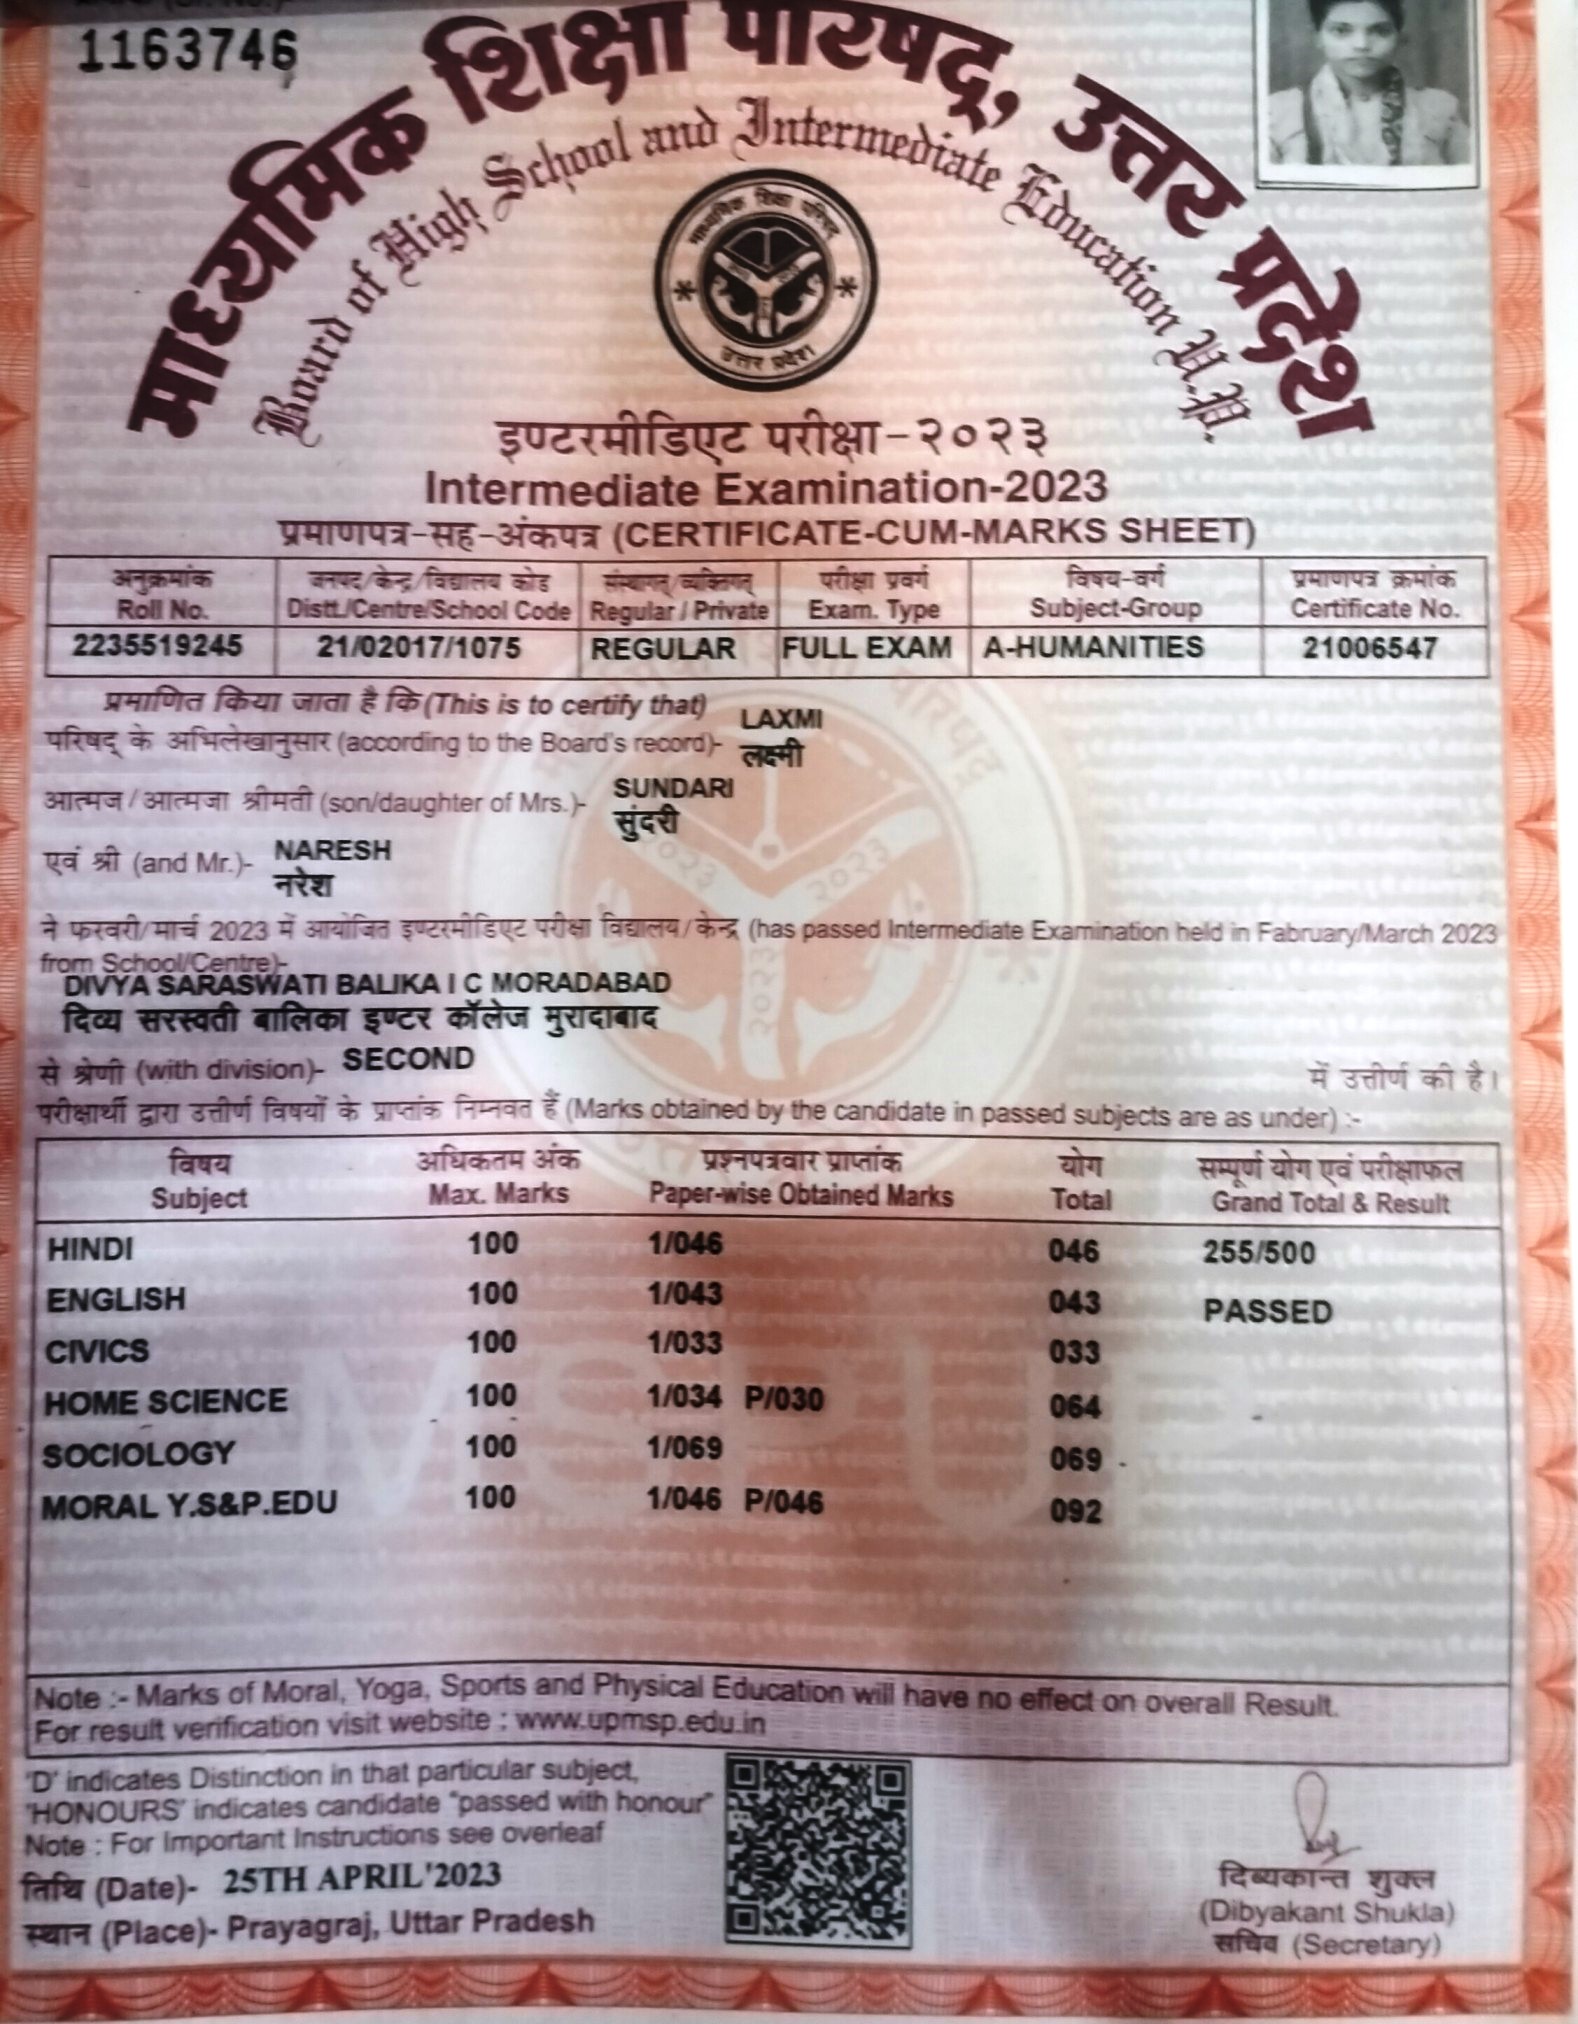 1163746
माध्यमिक शिक्षा परिषद्, उत्तर प्रदेश
Board of High School and Intermediate Education U.P.
माध्यमिक शिक्षा परिषद
उत्तर प्रदेश
इण्टरमीडिएट परीक्षा-२०२३
Intermediate Examination-2023
प्रमाणपत्र-सह-अंकपत्र (CERTIFICATE-CUM-MARKS SHEET)
अनुक्रमांक जनपद/केन्द्र/विद्यालय कोड संस्थागत्/व्यक्तिगत् परीक्षा प्रवर्ग विषय-वर्ग प्रमाणपत्र क्रमांक
Roll No. Distt./Centre/School Code Regular / Private Exam. Type Subject-Group Certificate No.
2235519245 21/02017/1075 REGULAR FULL EXAM A-HUMANITIES 21006547
प्रमाणित किया जाता है कि (This is to certify that) LAXMI
परिषद् के अभिलेखानुसार (according to the Board's record)- लक्ष्मी
आत्मज/आत्मजा श्रीमती (son/daughter of Mrs.)- SUNDARI
सुंदरी
एवं श्री (and Mr.)- NARESH
नरेश
ने फरवरी/मार्च 2023 में आयोजित इण्टरमीडिएट परीक्षा विद्यालय/केन्द्र (has passed Intermediate Examination held in Fabruary/March 2023
from School/Centre)-
DIVYA SARASWATI BALIKA I C MORADABAD
दिव्य सरस्वती बालिका इण्टर कॉलेज मुरादाबाद
से श्रेणी (with division)- SECOND में उत्तीर्ण की है।
परीक्षार्थी द्वारा उत्तीर्ण विषयों के प्राप्तांक निम्नवत हैं (Marks obtained by the candidate in passed subjects are as under) :-
विषय अधिकतम अंक प्रश्नपत्रवार प्राप्तांक योग सम्पूर्ण योग एवं परीक्षाफल
Subject Max. Marks Paper-wise Obtained Marks Total Grand Total & Result
HINDI 100 1/046 046 255/500
ENGLISH 100 1/043 043 PASSED
CIVICS 100 1/033 033
HOME SCIENCE 100 1/034 P/030 064
SOCIOLOGY 100 1/069 069
MORAL Y.S&P.EDU 100 1/046 P/046 092
Note :- Marks of Moral, Yoga, Sports and Physical Education will have no effect on overall Result.
For result verification visit website : www.upmsp.edu.in
'D' indicates Distinction in that particular subject,
'HONOURS' indicates candidate "passed with honour"
Note : For Important Instructions see overleaf
तिथि (Date)- 25TH APRIL'2023
स्थान (Place)- Prayagraj, Uttar Pradesh
दिब्यकान्त शुक्ल
(Dibyakant Shukla)
सचिव (Secretary)